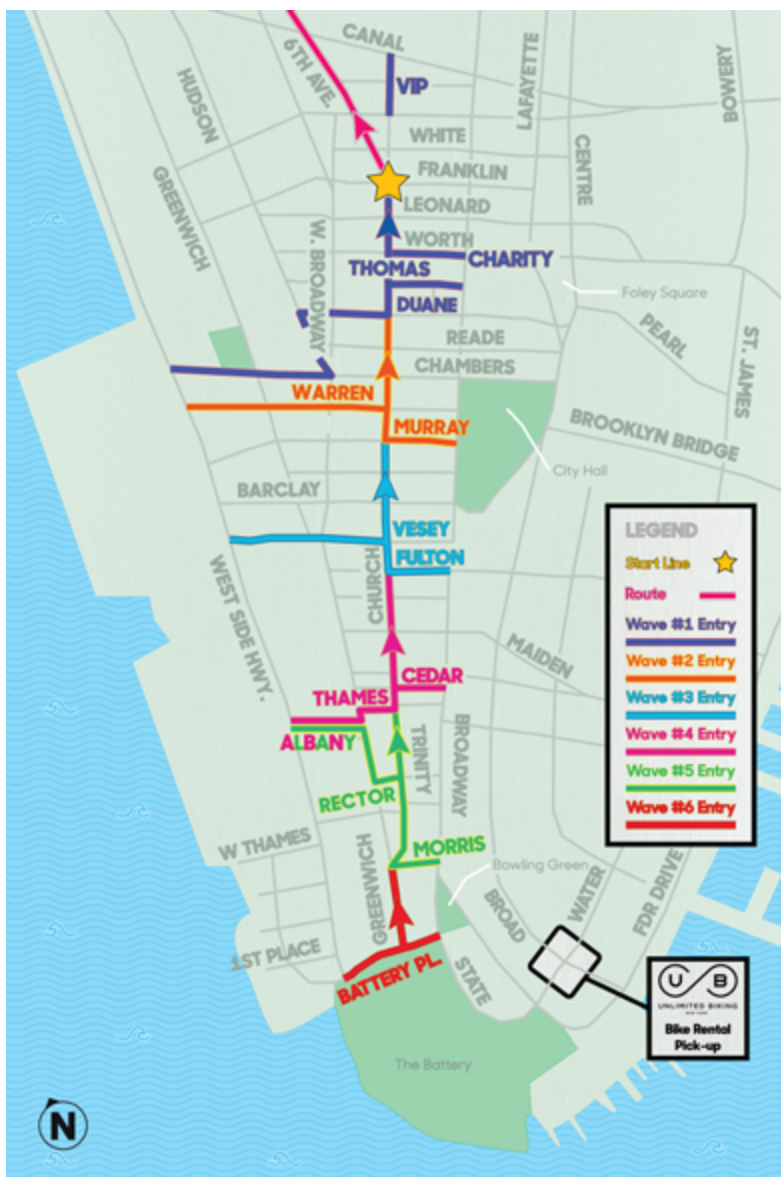 CANAL
6TH AVE.
VIP
LAFAYETTE
BOWERY
HUDSON
WHITE
CENTRE
FRANKLIN
GREENWICH
LEONARD
W. BROADWAY
WORTH
THOMAS
CHARITY
DUANE
Foley Square
READE
PEARL
ST. JAMES
CHAMBERS
WARREN
MURRAY
BROOKLYN BRIDGE
City Hall
BARCLAY
VESEY
FULTON
CHURCH
WEST SIDE HWY.
MAIDEN
CEDAR
THAMES
ALBANY
TRINITY
BROADWAY
RECTOR
MORRIS
W THAMES
GREENWICH
Bowling Green
BROAD
WATER
FDR DRIVE
1ST PLACE
BATTERY PL.
STATE
The Battery
LEGEND
Start Line
Route
Wave #1 Entry
Wave #2 Entry
Wave #3 Entry
Wave #4 Entry
Wave #5 Entry
Wave #6 Entry
U B
UNLIMITED BIKING
Bike Rental
Pick-up
N